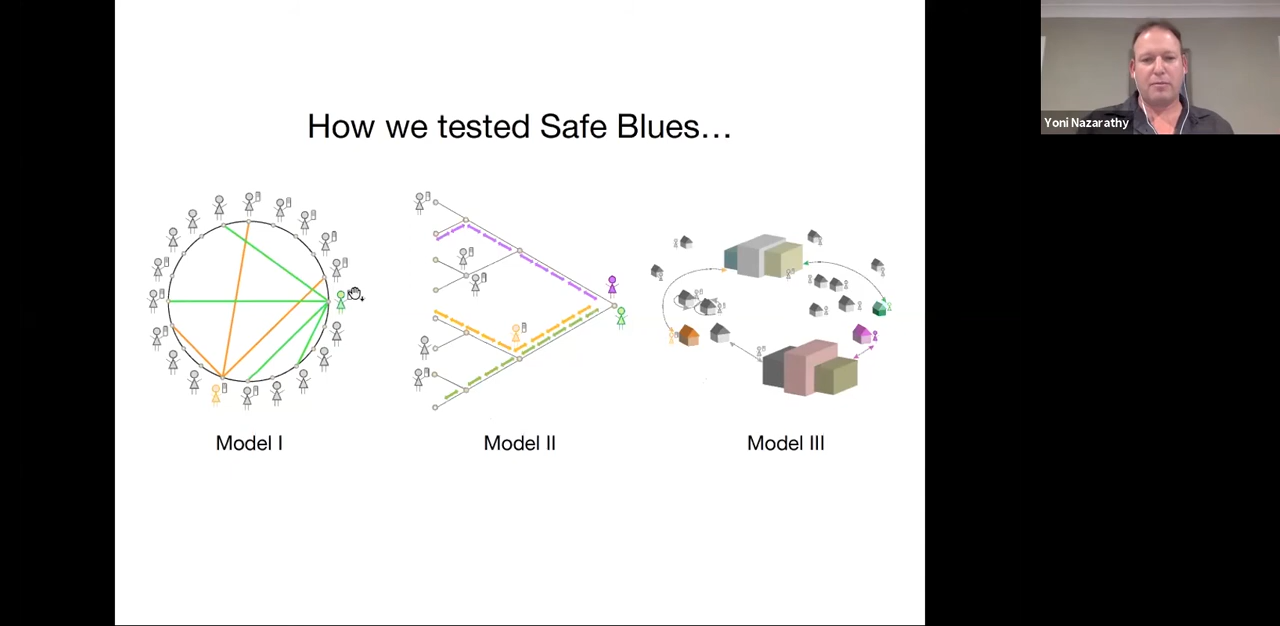 How we tested Safe Blues...
Yoni Nazarathy
Model I
Model II
Model III